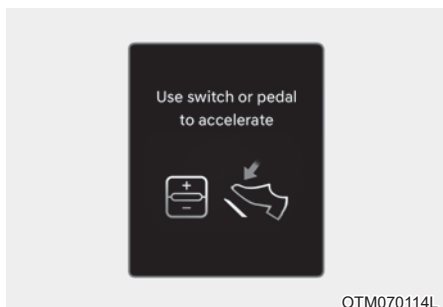 Use switch or pedal
to accelerate
+
−
OTM070114L